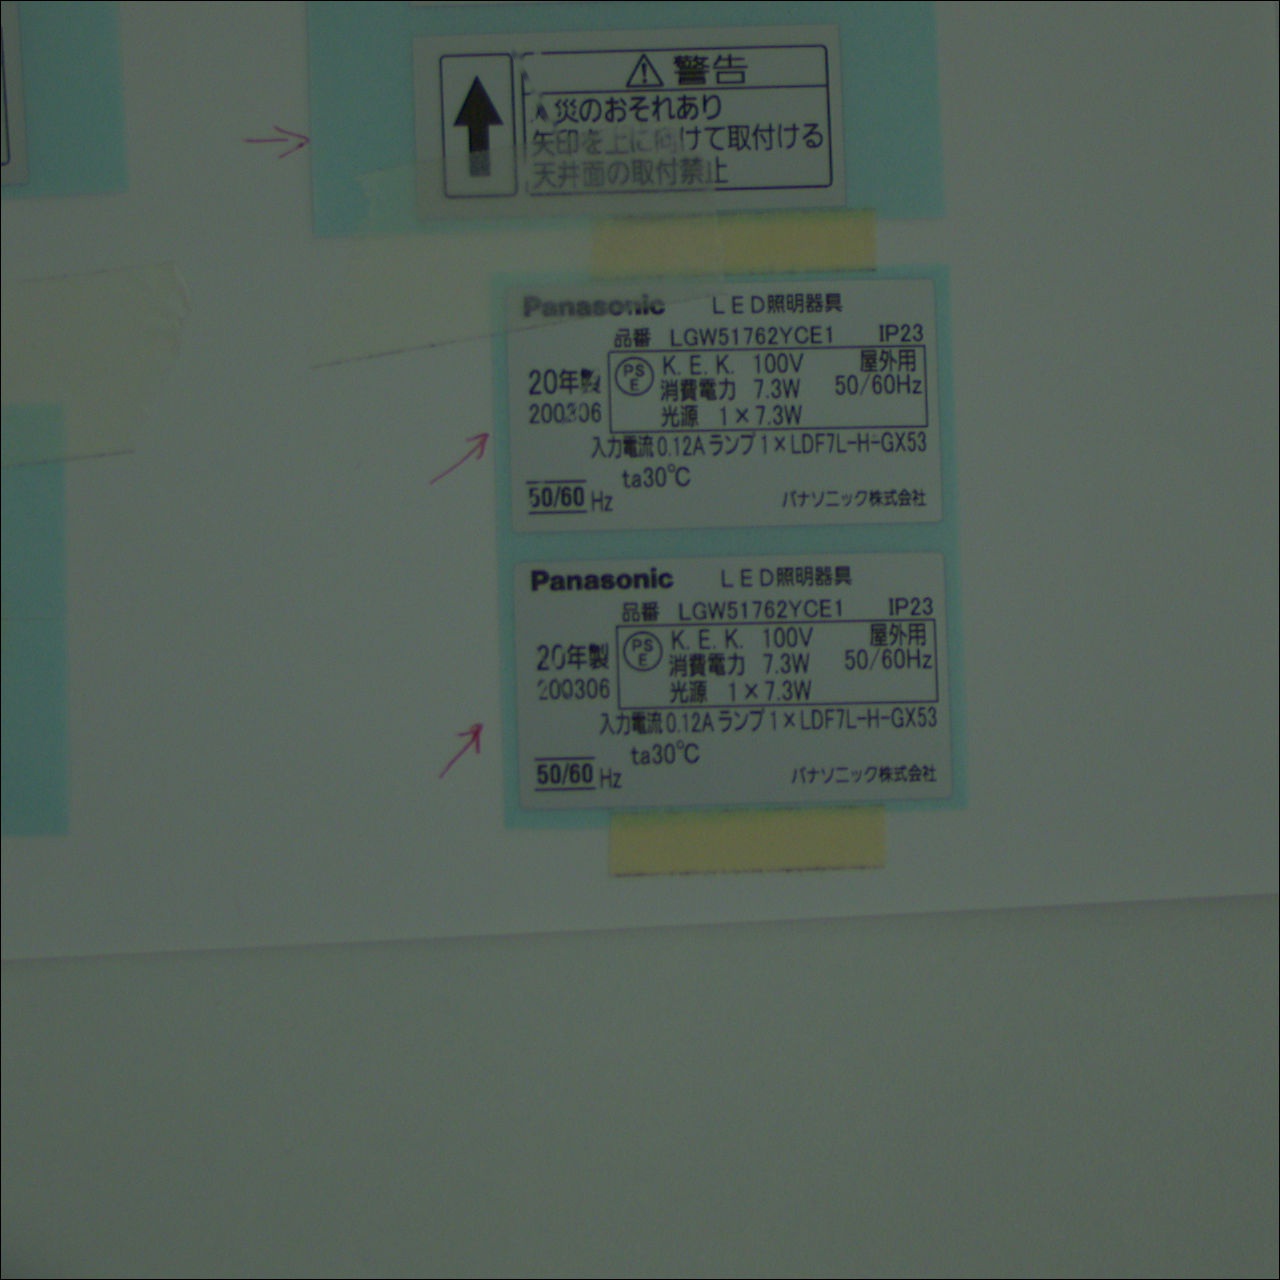 警告
火災のおそれあり
矢印を上に向けて取付ける
天井面の取付禁止
Panasonic LED照明器具
品番 LGW51762YCE1 IP23
20年製 PSE K.E.K. 100V 屋外用
消費電力 7.3W 50/60Hz
200306 光源 1×7.3W
入力電流0.12A ランプ1×LDF7L-H-GX53
ta30℃
50/60 Hz パナソニック株式会社
Panasonic LED照明器具
品番 LGW51762YCE1 IP23
20年製 PSE K.E.K. 100V 屋外用
消費電力 7.3W 50/60Hz
200306 光源 1×7.3W
入力電流0.12A ランプ1×LDF7L-H-GX53
ta30℃
50/60 Hz パナソニック株式会社